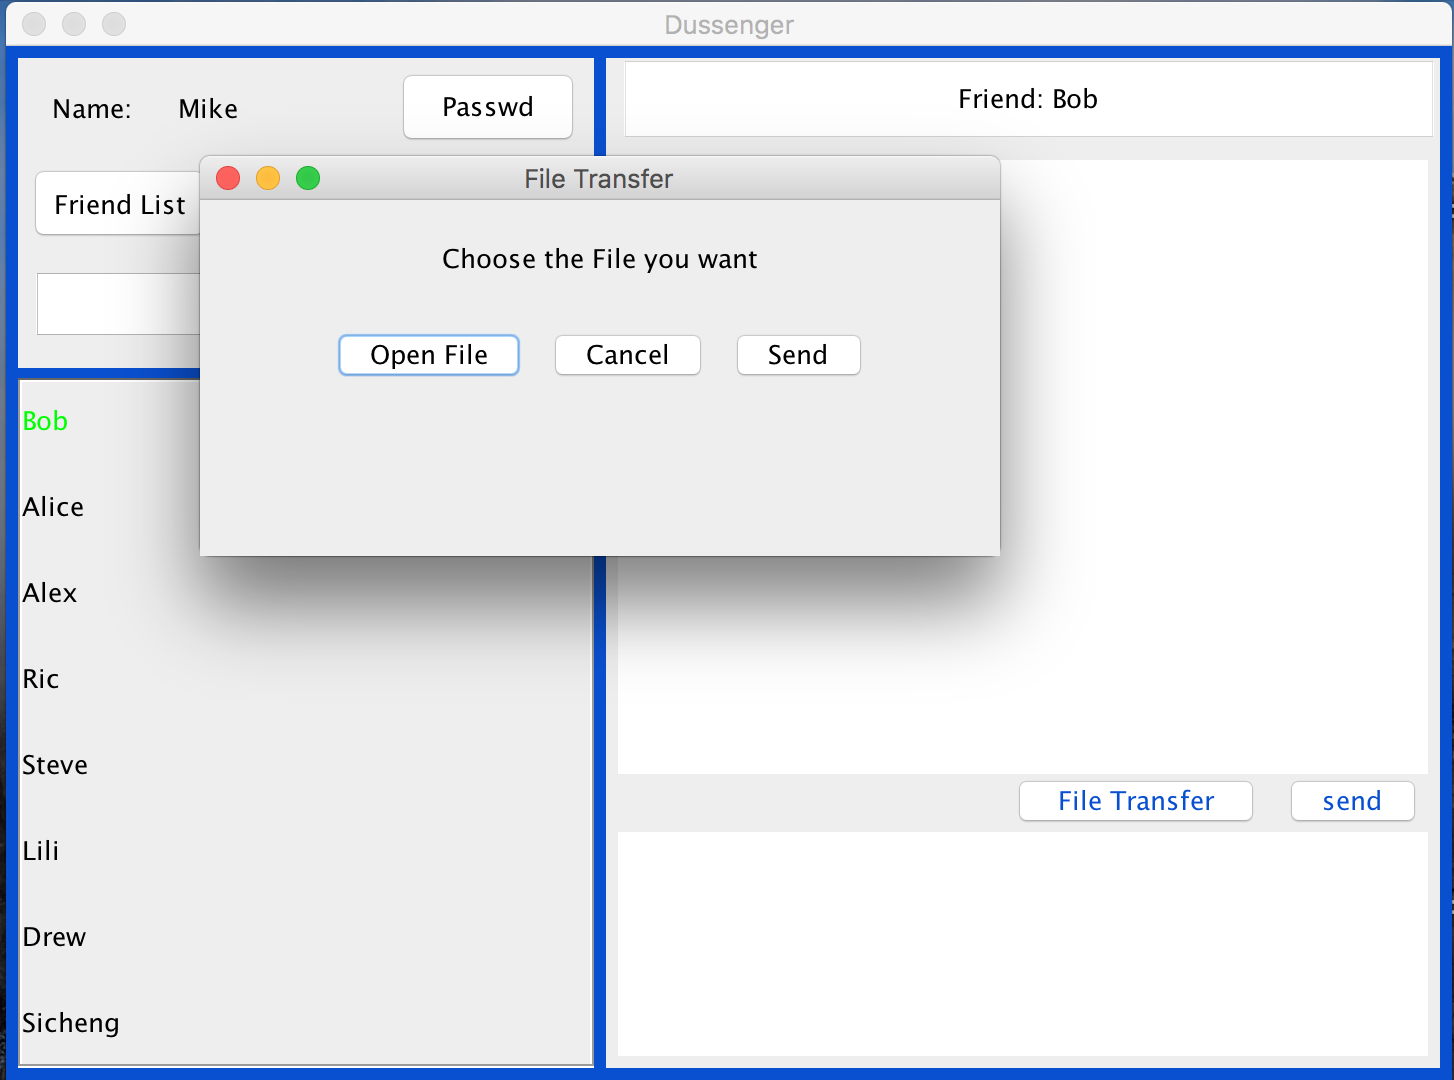 Dussenger
Name: Mike
Passwd
Friend List
Friend: Bob
File Transfer
Choose the File you want
Open File
Cancel
Send
Bob
Alice
Alex
Ric
Steve
Lili
Drew
Sicheng
File Transfer
send